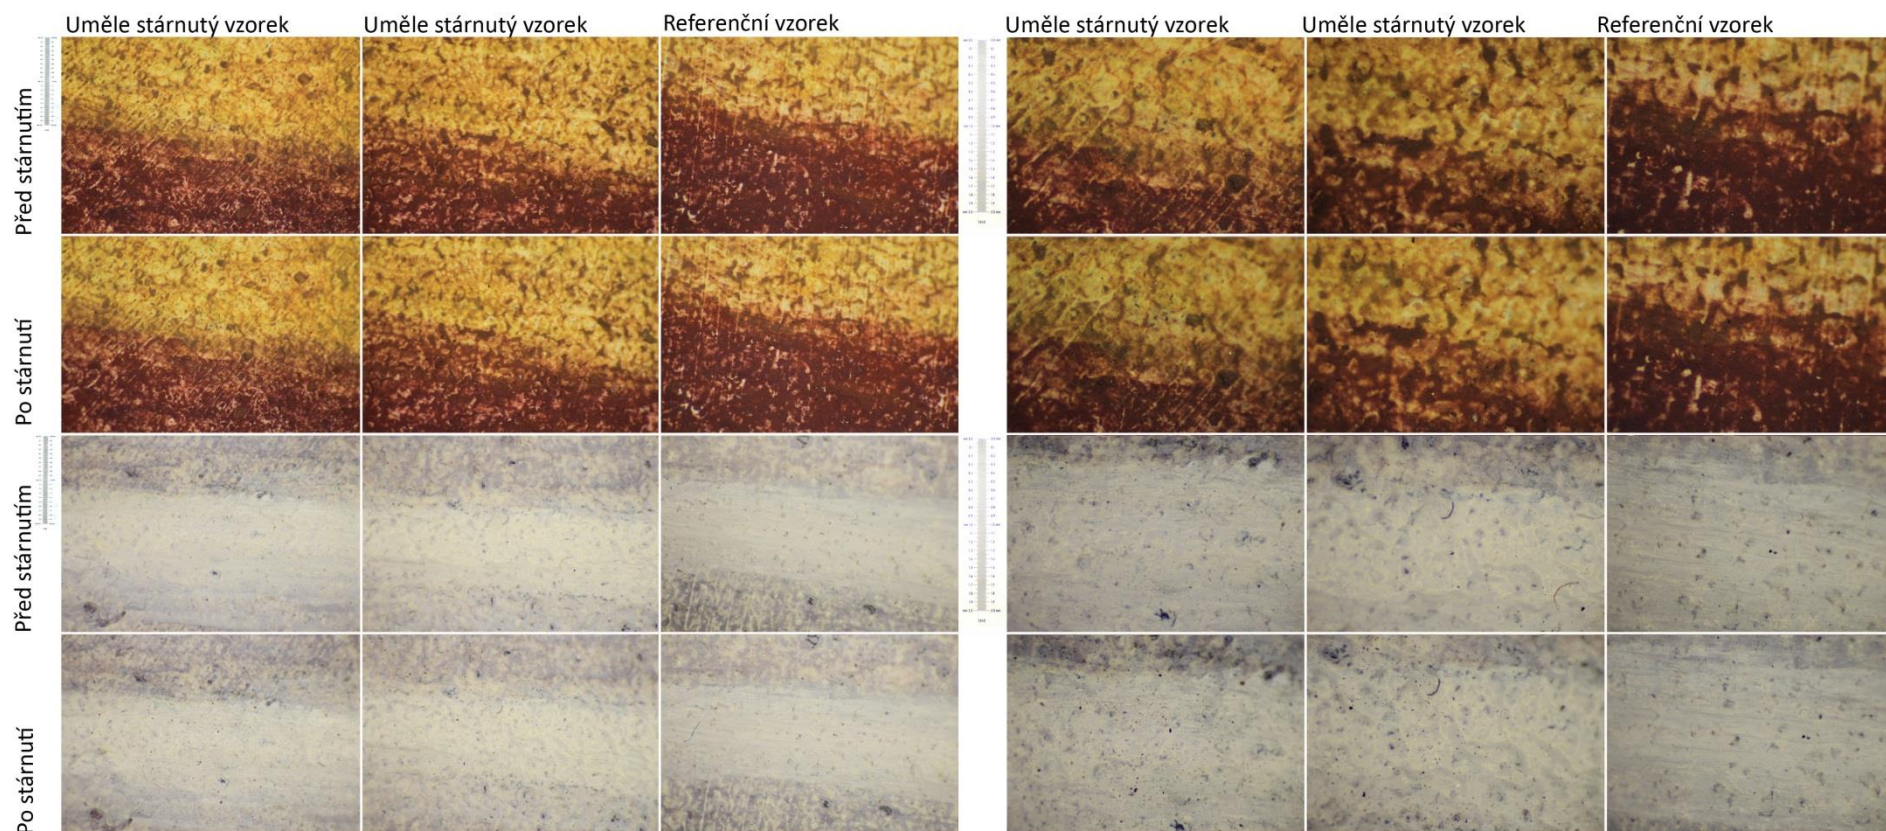 Uměle stárnutý vzorek Uměle stárnutý vzorek Referenční vzorek Uměle stárnutý vzorek Uměle stárnutý vzorek Referenční vzorek
Před stárnutím
Po stárnutí
Před stárnutím
Po stárnutí